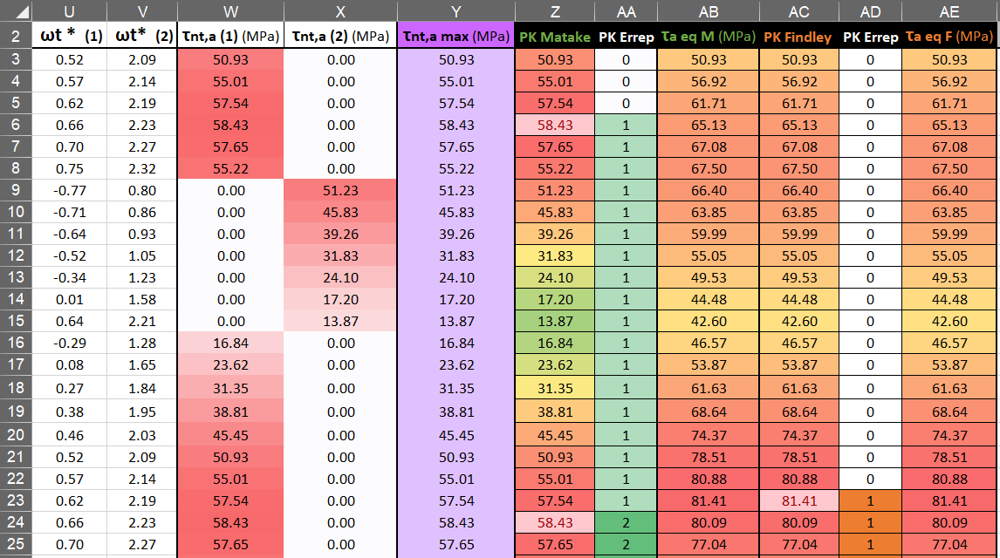 U V W X Y Z AA AB AC AD AE
2 ωt * (1) ωt* (2) Tnt,a (1) (MPa) Tnt,a (2) (MPa) Tnt,a max (MPa) PK Matake PK Errep Ta eq M (MPa) PK Findley PK Errep Ta eq F (MPa)
3 0.52 2.09 50.93 0.00 50.93 50.93 0 50.93 50.93 0 50.93
4 0.57 2.14 55.01 0.00 55.01 55.01 0 56.92 56.92 0 56.92
5 0.62 2.19 57.54 0.00 57.54 57.54 0 61.71 61.71 0 61.71
6 0.66 2.23 58.43 0.00 58.43 58.43 1 65.13 65.13 0 65.13
7 0.70 2.27 57.65 0.00 57.65 57.65 1 67.08 67.08 0 67.08
8 0.75 2.32 55.22 0.00 55.22 55.22 1 67.50 67.50 0 67.50
9 -0.77 0.80 0.00 51.23 51.23 51.23 1 66.40 66.40 0 66.40
10 -0.71 0.86 0.00 45.83 45.83 45.83 1 63.85 63.85 0 63.85
11 -0.64 0.93 0.00 39.26 39.26 39.26 1 59.99 59.99 0 59.99
12 -0.52 1.05 0.00 31.83 31.83 31.83 1 55.05 55.05 0 55.05
13 -0.34 1.23 0.00 24.10 24.10 24.10 1 49.53 49.53 0 49.53
14 0.01 1.58 0.00 17.20 17.20 17.20 1 44.48 44.48 0 44.48
15 0.64 2.21 0.00 13.87 13.87 13.87 1 42.60 42.60 0 42.60
16 -0.29 1.28 16.84 0.00 16.84 16.84 1 46.57 46.57 0 46.57
17 0.08 1.65 23.62 0.00 23.62 23.62 1 53.87 53.87 0 53.87
18 0.27 1.84 31.35 0.00 31.35 31.35 1 61.63 61.63 0 61.63
19 0.38 1.95 38.81 0.00 38.81 38.81 1 68.64 68.64 0 68.64
20 0.46 2.03 45.45 0.00 45.45 45.45 1 74.37 74.37 0 74.37
21 0.52 2.09 50.93 0.00 50.93 50.93 1 78.51 78.51 0 78.51
22 0.57 2.14 55.01 0.00 55.01 55.01 1 80.88 80.88 0 80.88
23 0.62 2.19 57.54 0.00 57.54 57.54 1 81.41 81.41 1 81.41
24 0.66 2.23 58.43 0.00 58.43 58.43 2 80.09 80.09 1 80.09
25 0.70 2.27 57.65 0.00 57.65 57.65 2 77.04 77.04 1 77.04